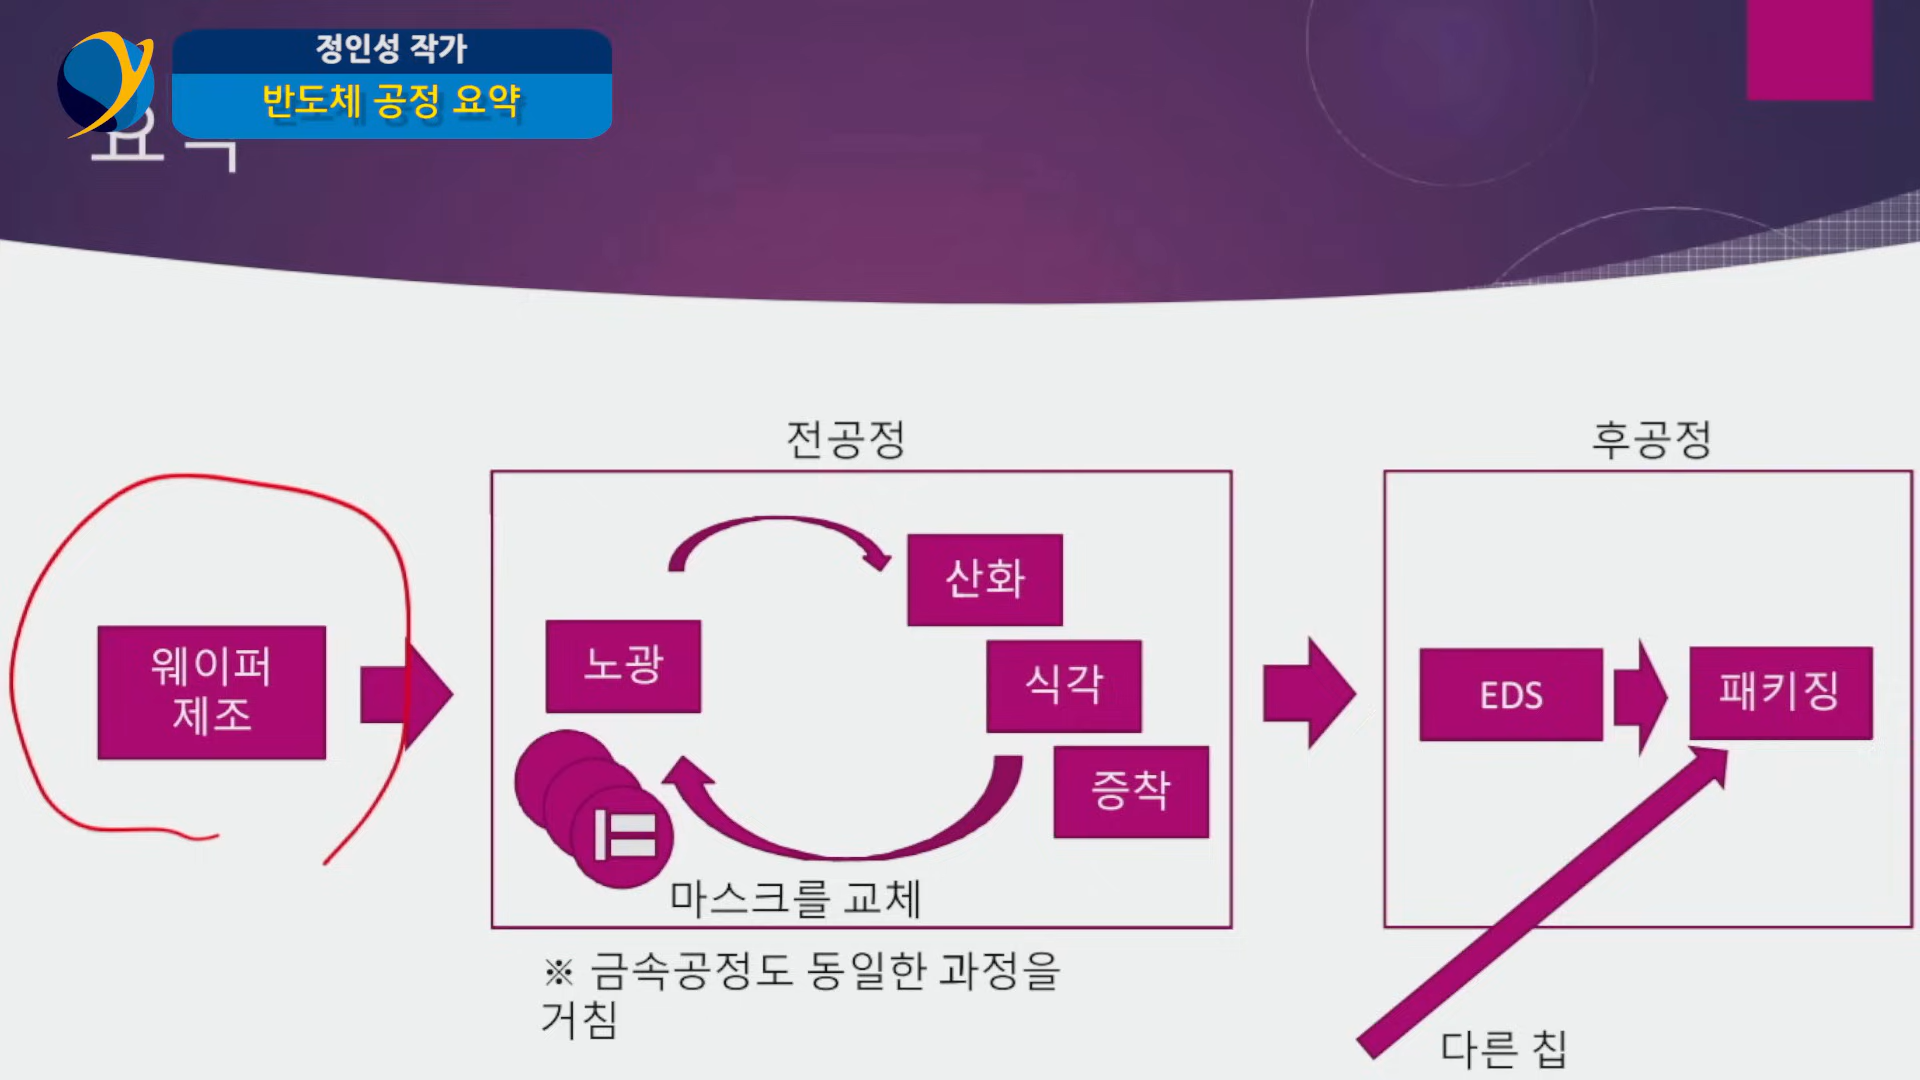 정인성 작가
반도체 공정 요약
전공정
후공정
웨이퍼
제조
노광
산화
식각
증착
마스크를 교체
EDS
패키징
※ 금속공정도 동일한 과정을
거침
다른 칩